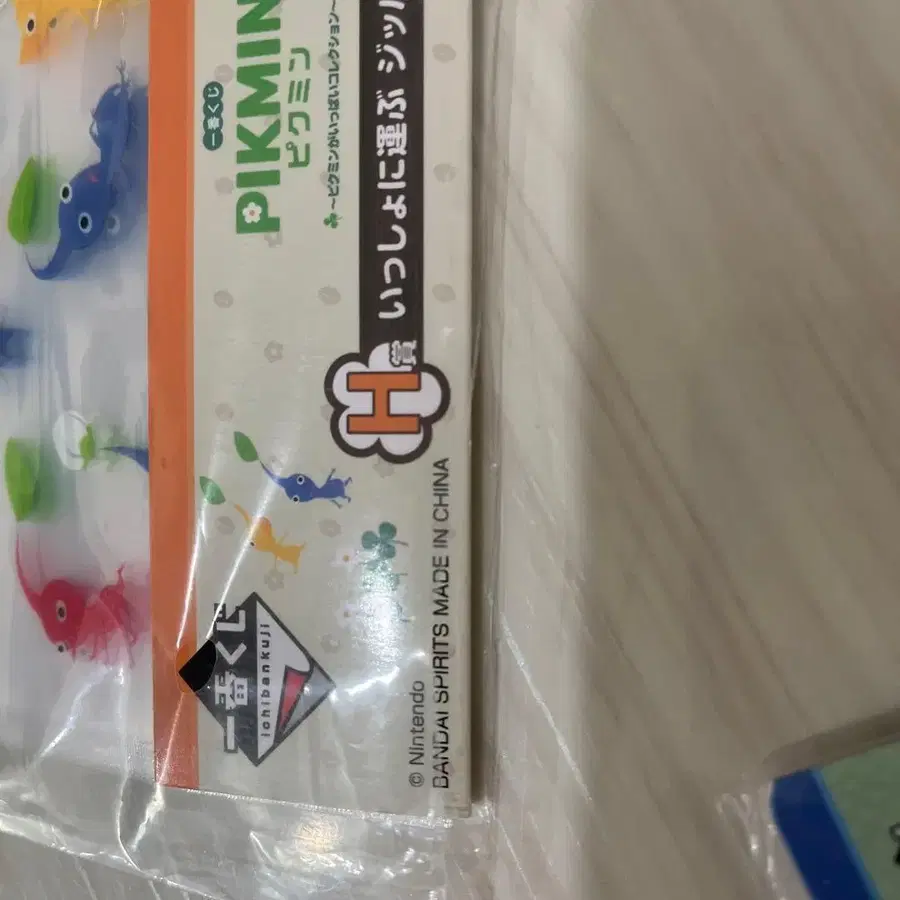 一番くじ
PIKMIN
ピクミン
～ピクミンがいっぱいコレクション～
H賞 いっしょに運ぶ ジッパ
一番くじ
ichibankuji
© Nintendo
BANDAI SPIRITS MADE IN CHINA